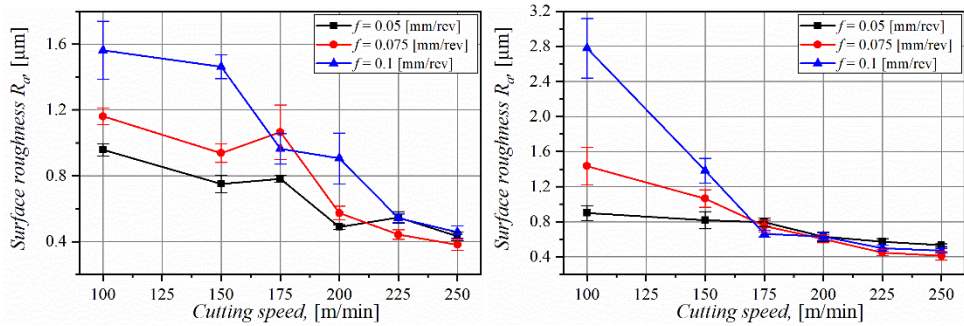 Surface roughness Ra, [μm]
1.6
1.2
0.8
0.4
f = 0.05 [mm/rev]
f = 0.075 [mm/rev]
f = 0.1 [mm/rev]
100 125 150 175 200 225 250
Cutting speed, [m/min]
Surface roughness Ra, [μm]
3.2
2.8
2.4
2.0
1.6
1.2
0.8
0.4
f = 0.05 [mm/rev]
f = 0.075 [mm/rev]
f = 0.1 [mm/rev]
100 125 150 175 200 225 250
Cutting speed, [m/min]